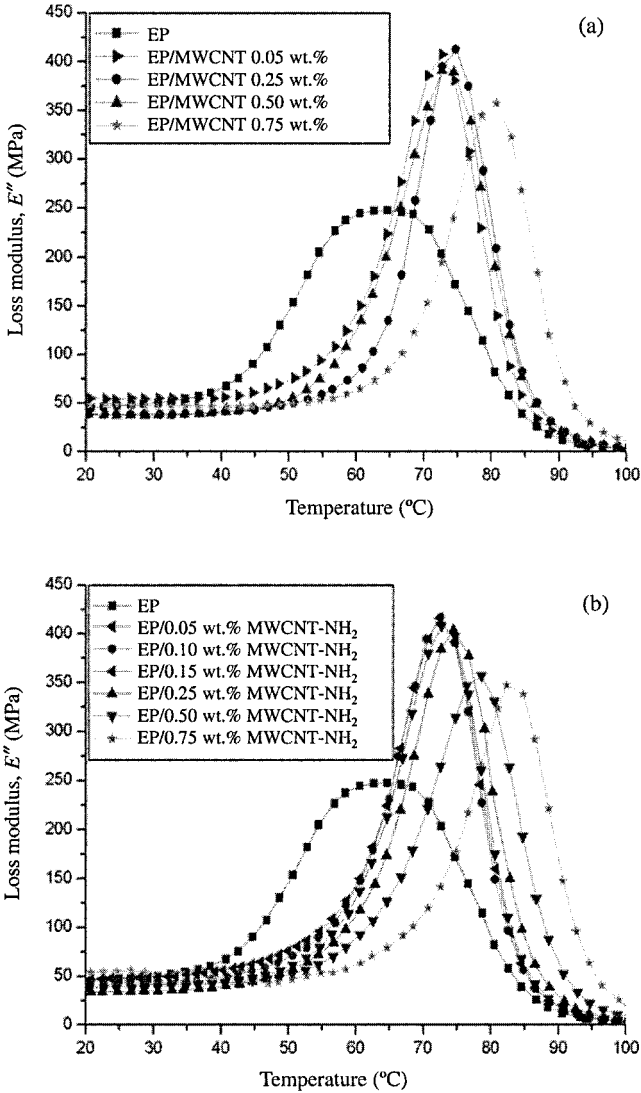 (a)
EP
EP/MWCNT 0.05 wt.%
EP/MWCNT 0.25 wt.%
EP/MWCNT 0.50 wt.%
EP/MWCNT 0.75 wt.%
450
400
350
300
250
200
150
100
50
0
Loss modulus, E″ (MPa)
20 30 40 50 60 70 80 90 100
Temperature (ºC)
(b)
EP
EP/0.05 wt.% MWCNT-NH₂
EP/0.10 wt.% MWCNT-NH₂
EP/0.15 wt.% MWCNT-NH₂
EP/0.25 wt.% MWCNT-NH₂
EP/0.50 wt.% MWCNT-NH₂
EP/0.75 wt.% MWCNT-NH₂
450
400
350
300
250
200
150
100
50
0
Loss modulus, E″ (MPa)
20 30 40 50 60 70 80 90 100
Temperature (ºC)